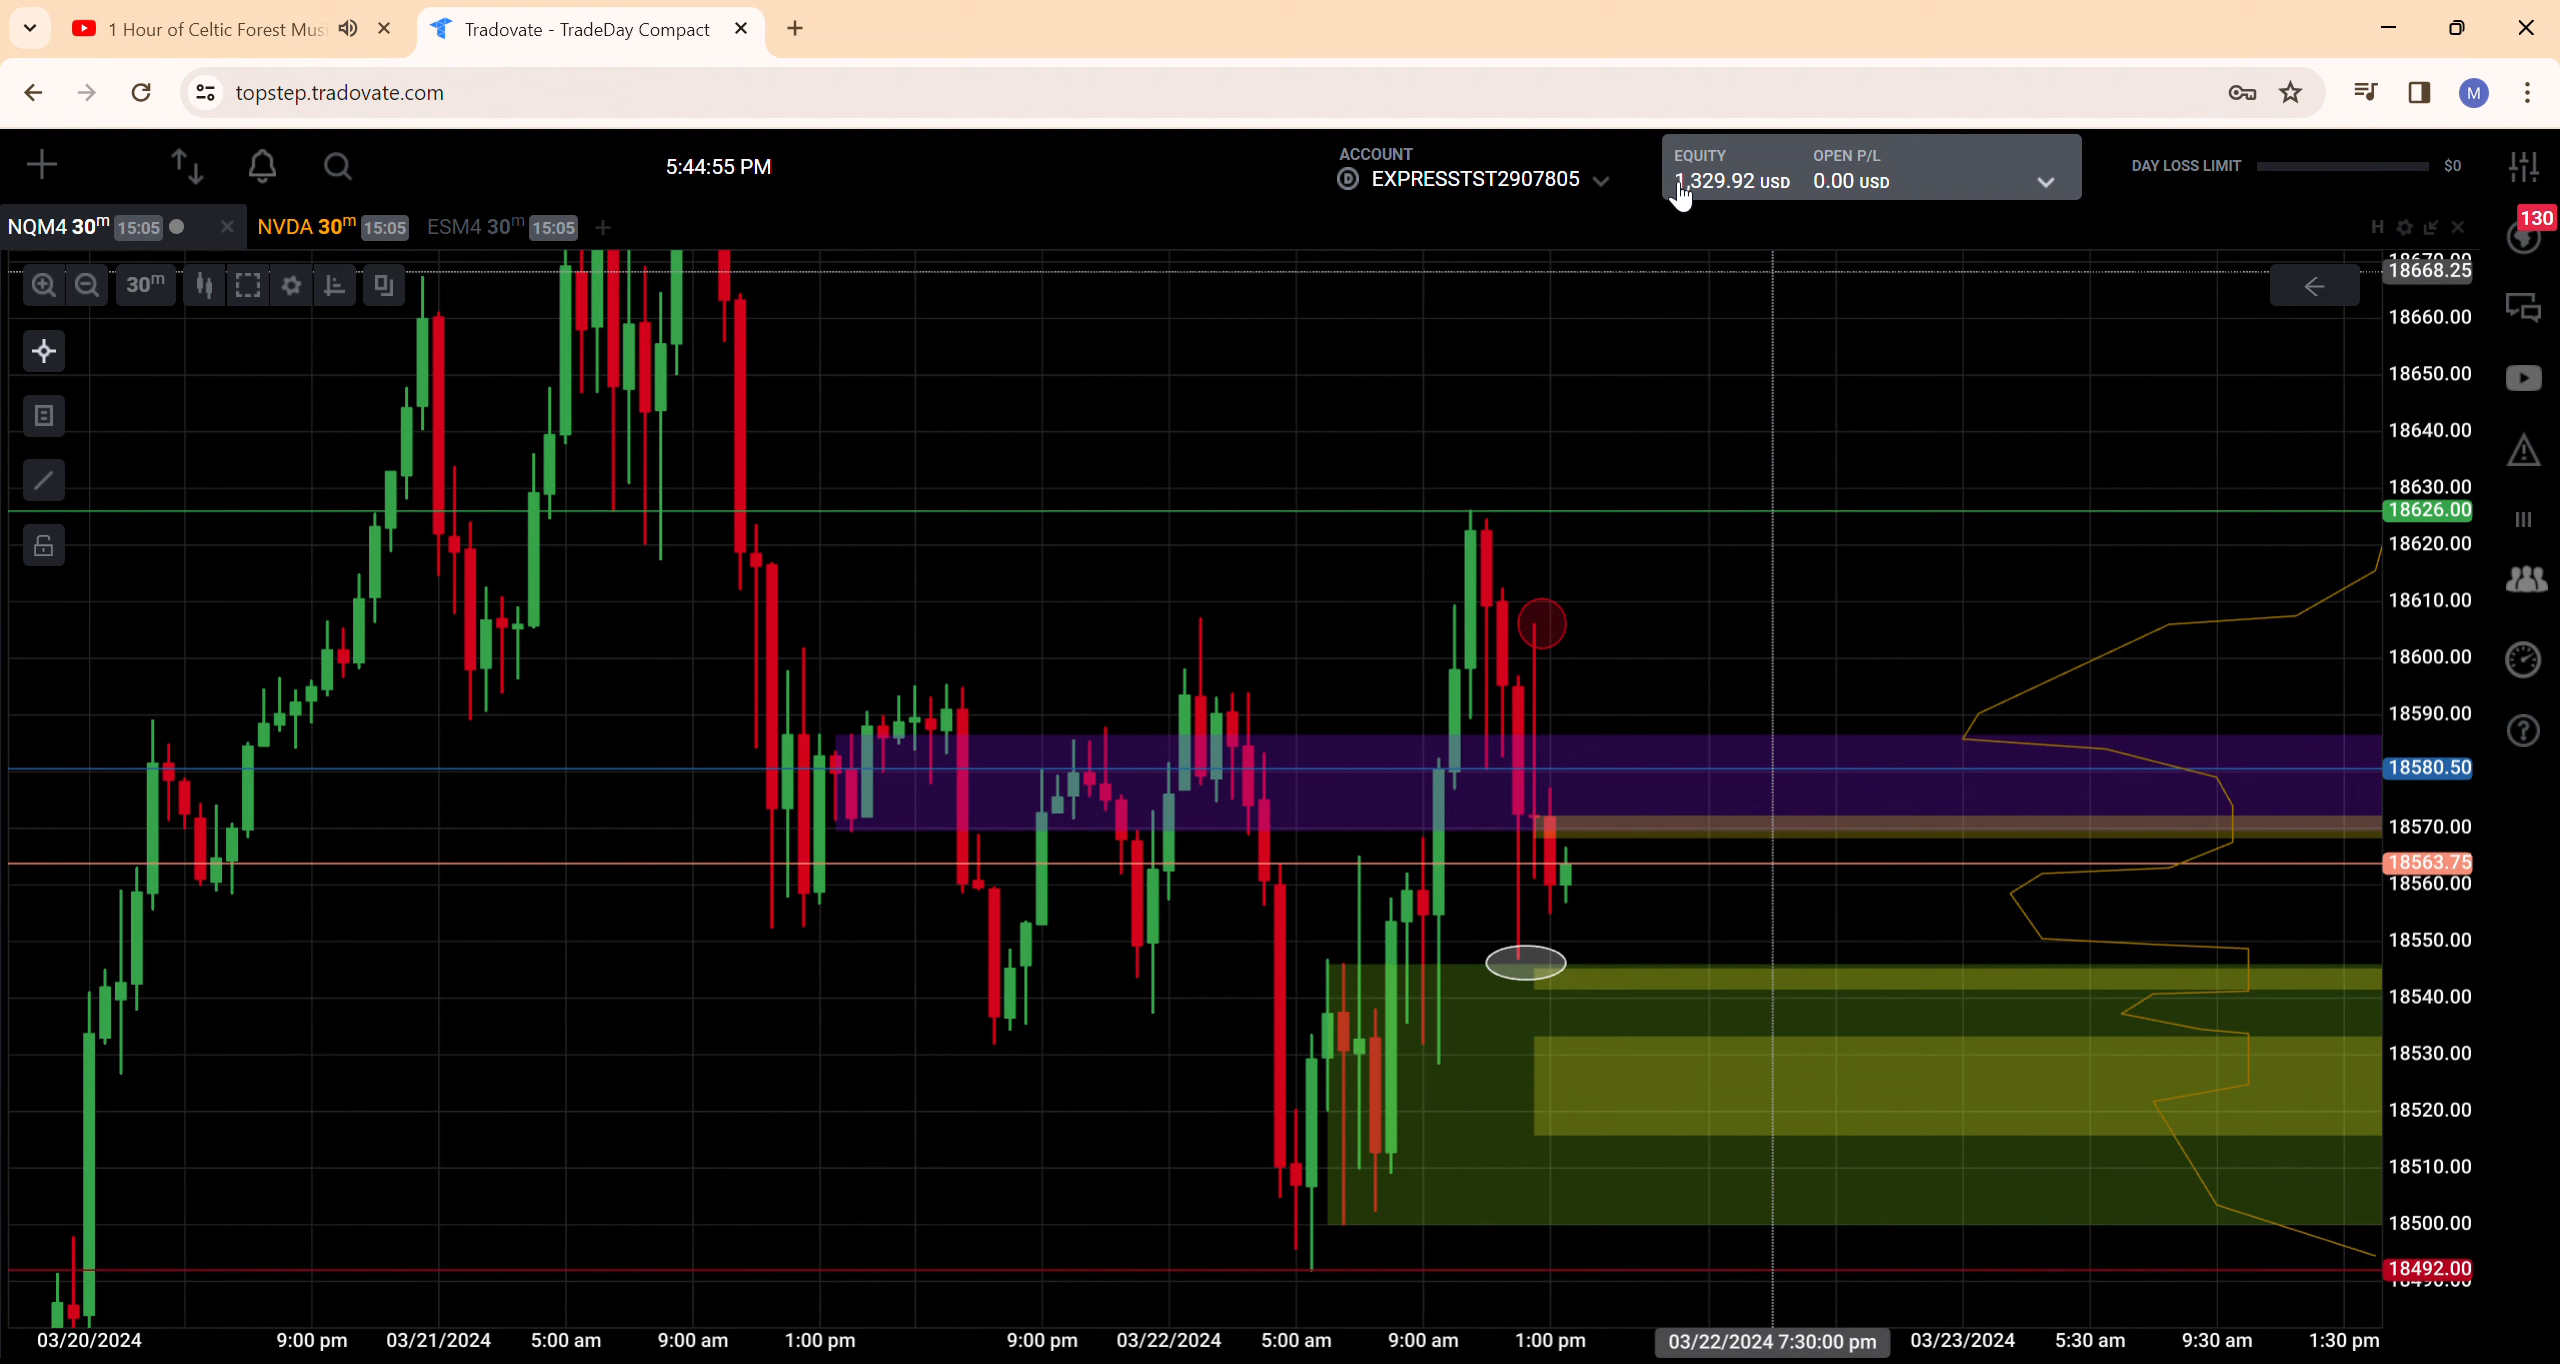 1 Hour of Celtic Forest Mus
Tradovate - TradeDay Compact
topstep.tradovate.com
M
5:44:55 PM
ACCOUNT
D EXPRESSTST2907805
EQUITY OPEN P/L
1,329.92 USD 0.00 USD
DAY LOSS LIMIT $0
NQM4 30m 15:05
NVDA 30m 15:05
ESM4 30m 15:05
H
130
30m
18668.25
18660.00
18650.00
18640.00
18630.00
18626.00
18620.00
18610.00
18600.00
18590.00
18580.50
18570.00
18563.75
18560.00
18550.00
18540.00
18530.00
18520.00
18510.00
18500.00
18492.00
03/20/2024 9:00 pm 03/21/2024 5:00 am 9:00 am 1:00 pm 9:00 pm 03/22/2024 5:00 am 9:00 am 1:00 pm 03/22/2024 7:30:00 pm 03/23/2024 5:30 am 9:30 am 1:30 pm